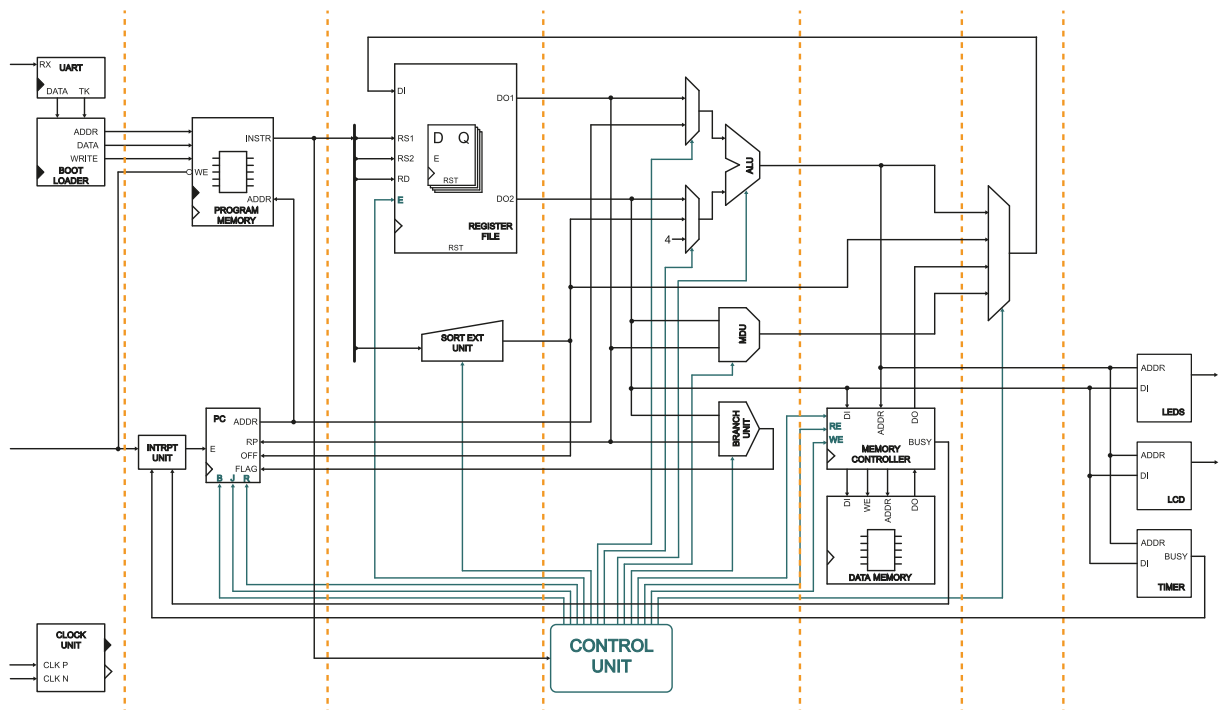 RX
UART
DATA TK
ADDR
DATA
WRITE
BOOT
LOADER
INSTR
WE
ADDR
PROGRAM
MEMORY
DI
RS1
RS2
RD
E
DO1
DO2
D Q
E
RST
REGISTER
FILE
RST
4
ALU
SORT EXT
UNIT
MDU
INTRPT
UNIT
PC
E
ADDR
RP
OFF
FLAG
B J R
BRANCH
UNIT
DI
ADDR
DO
RE
WE
BUSY
MEMORY
CONTROLLER
DI
WE
ADDR
DO
DATA MEMORY
ADDR
DI
LEDS
ADDR
DI
LCD
ADDR
BUSY
DI
TIMER
CLOCK
UNIT
CLK P
CLK N
CONTROL
UNIT